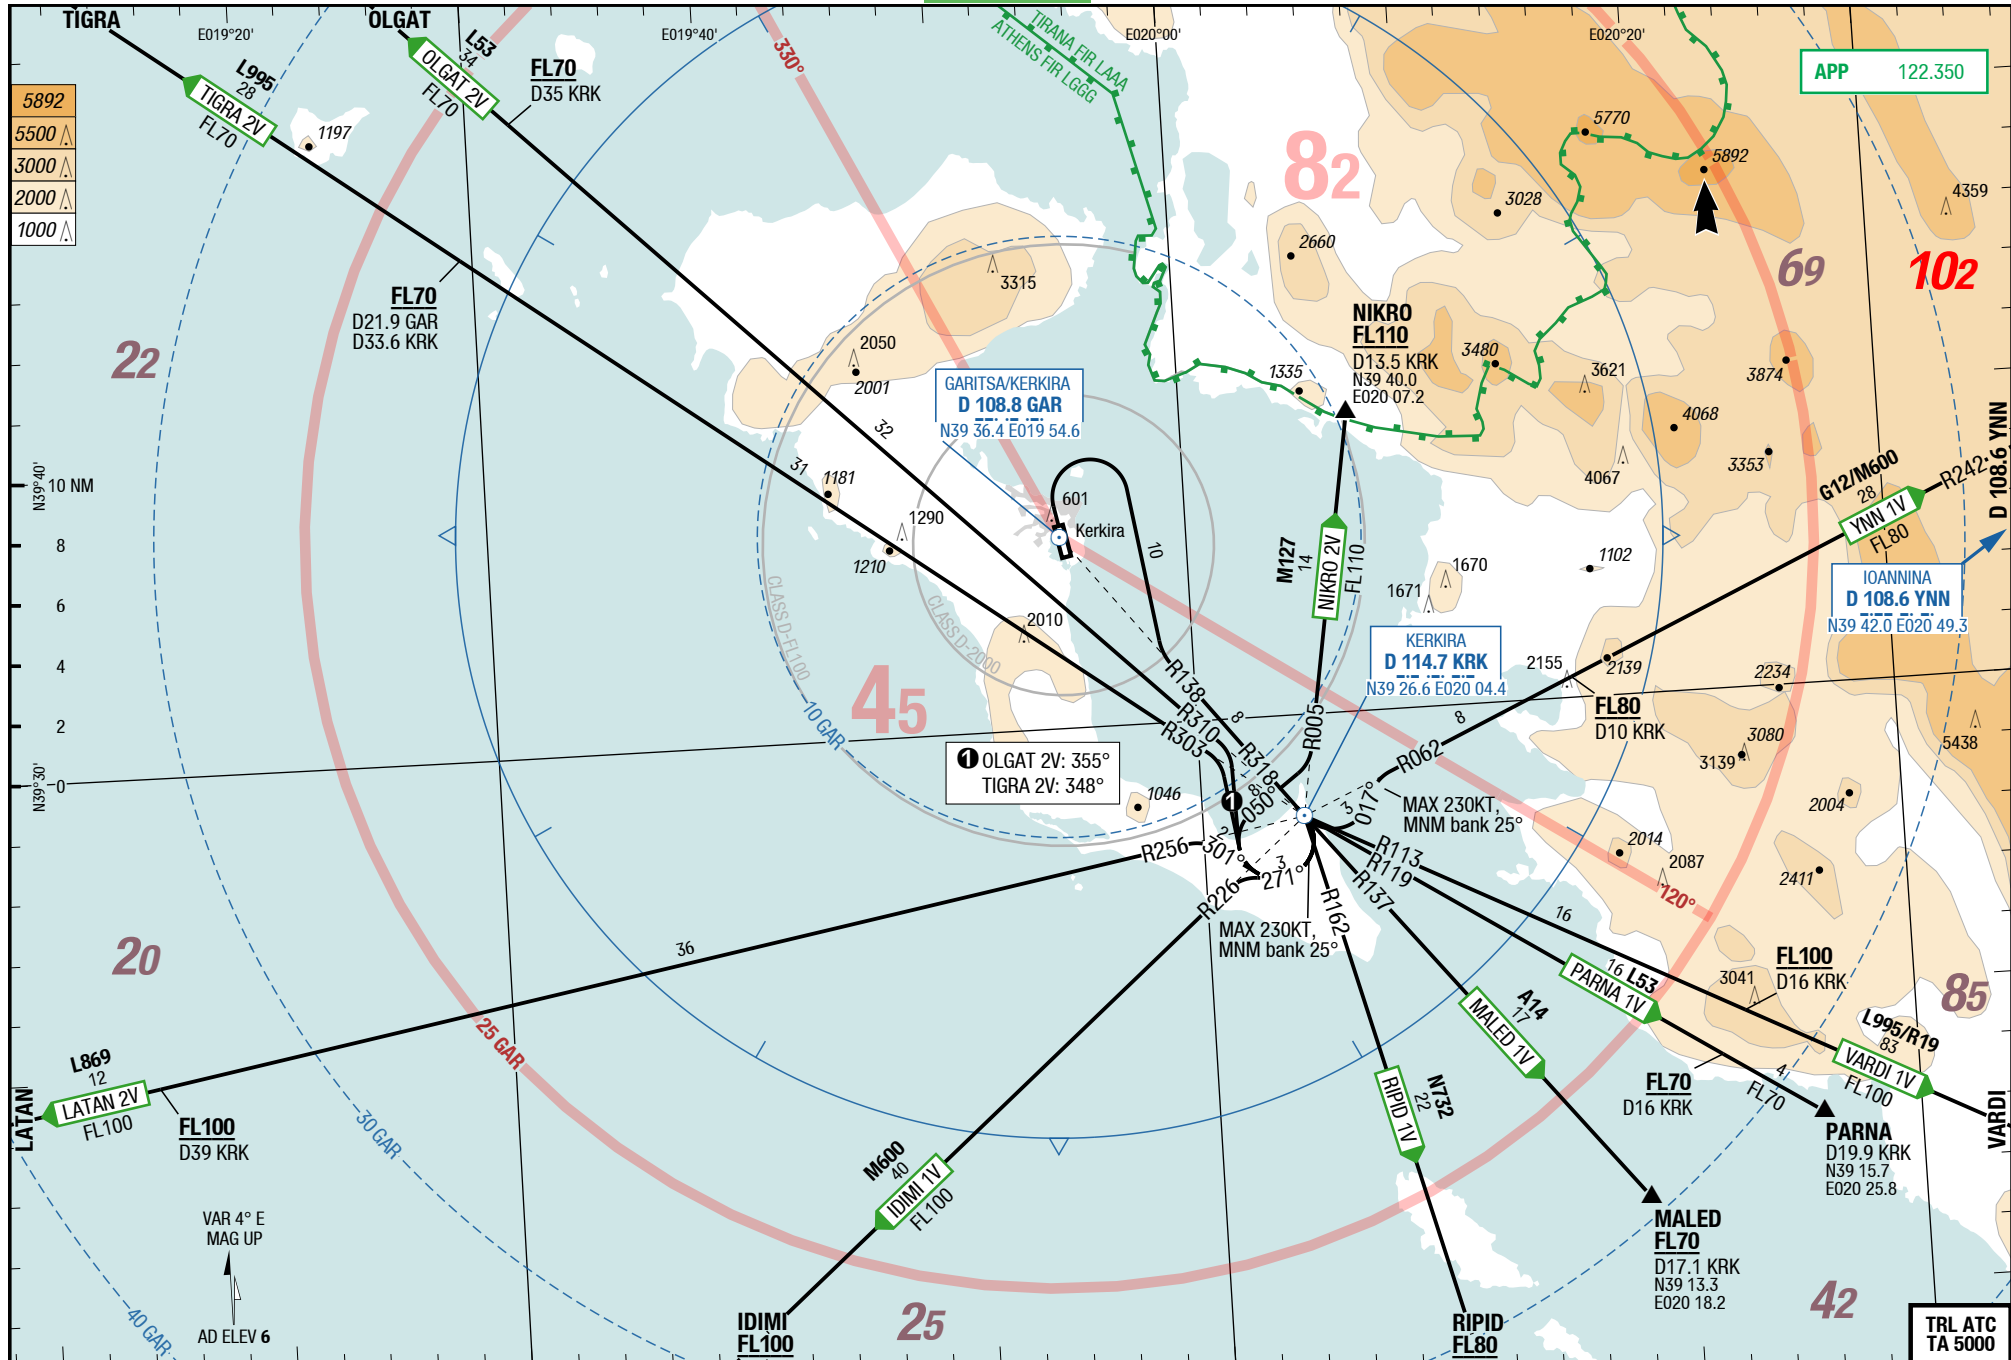 TIGRA
OLGAT
E019°20'
E019°40'
E020°00'
E020°20'
L995
28
TIGRA 2V
FL70
L53
34
OLGAT 2V
FL70
FL70
D35 KRK
330°
TIRANA FIR LAAA
ATHENS FIR LGGG
APP 122.350
5892
5500
3000
2000
1000
1197
5770
5892
82
3028
4359
2660
69
102
3315
FL70
D21.9 GAR
D33.6 KRK
22
2050
2001
NIKRO
FL110
D13.5 KRK
N39 40.0
E020 07.2
3480
3621
3874
1335
GARITSA/KERKIRA
D 108.8 GAR
N39 36.4 E019 54.6
32
31
4068
4067
3353
N39°40'
10 NM
8
6
4
2
0
N39°30'
1181
1290
1210
601
Kerkira
10
M127
14
NIKRO 2V
FL110
G12/M600
28
YNN 1V
FL80
R242
D 108.6 YNN
IOANNINA
D 108.6 YNN
N39 42.0 E020 49.3
1102
1670
1671
CLASS D-FL100
CLASS D-2000
2010
KERKIRA
D 114.7 KRK
N39 26.6 E020 04.4
2155
2139
2234
FL80
D10 KRK
45
10 GAR
R138
R310
R303
8
R318
R005
R062
8
3080
3139
5438
1 OLGAT 2V: 355°
TIGRA 2V: 348°
1
8
050°
3
017°
MAX 230KT,
MNM bank 25°
1046
2004
2014
2087
2411
R256
2
301°
3
271°
R226
MAX 230KT,
MNM bank 25°
R162
R137
R119
R113
120°
16
36
20
25 GAR
16 L53
PARNA 1V
3041
FL100
D16 KRK
85
A14
17
MALED 1V
L995/R19
83
VARDI 1V
FL100
FL70
D16 KRK
4
FL70
L869
12
LATAN 2V
FL100
LATAN
FL100
D39 KRK
30 GAR
N732
22
RIPID 1V
PARNA
D19.9 KRK
N39 15.7
E020 25.8
VARDI
M600
40
IDIMI 1V
FL100
VAR 4° E
MAG UP
AD ELEV 6
40 GAR
25
IDIMI
FL100
RIPID
FL80
MALED
FL70
D17.1 KRK
N39 13.3
E020 18.2
42
TRL ATC
TA 5000